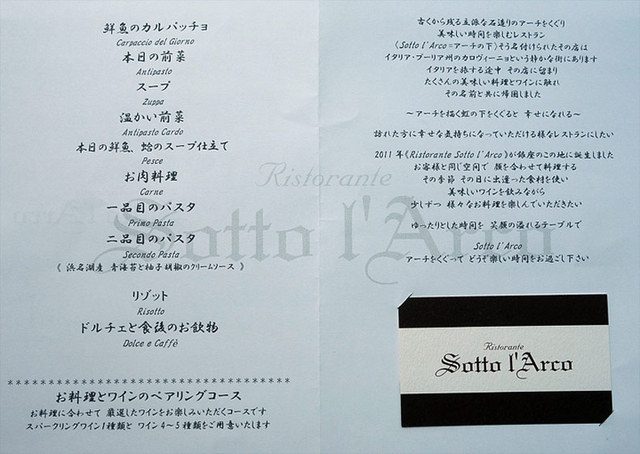 鮮魚のカルパッチョ
Carpaccio del Giorno
本日の前菜
Antipasto
スープ
Zuppa
温かい前菜
Antipasto Cardo
本日の鮮魚、蛤のスープ仕立て
Pesce
お肉料理
Carne
一品目のパスタ
Primo Pasta
二品目のパスタ
Secondo Pasta
《 浜名湖産 青海苔と柚子胡椒のクリームソース 》
リゾット
Risotto
ドルチェと食後のお飲物
Dolce e Caffè
*********************************
お料理とワインのペアリングコース
お料理に合わせて 厳選したワインをお楽しみいただくコースです
スパークリングワイン1種類と ワイン4～5種類をご用意いたします
古くから残る立派な石造りのアーチをくぐり
美味しい時間を楽しむレストラン
（Sotto l'Arco＝アーチの下）そう名付けられたその店は
イタリア・プーリア州のカロヴィーニョという静かな街にあります
イタリアを旅する途中 その店に留まり
たくさんの美味しい料理とワインに触れ
その名前と共に帰国しました
～アーチを描く虹の下をくぐると 幸せになれる～
訪れた方に幸せな気持ちになっていただける様なレストランにしたい
2011年《Ristorante Sotto l'Arco》が銀座のこの地に誕生しました
お客様と同じ空間で 顔を合わせて料理する
その季節 その日に出逢った食材を使い
美味しいワインを飲みながら
少しずつ 様々なお料理を楽しんでいただきたい
ゆったりとした時間を 笑顔の溢れるテーブルで
Sotto l'Arco
アーチをくぐって どうぞ楽しい時間をお過ごし下さい
Ristorante
Sotto l'Arco
Ristorante
Sotto l'Arco